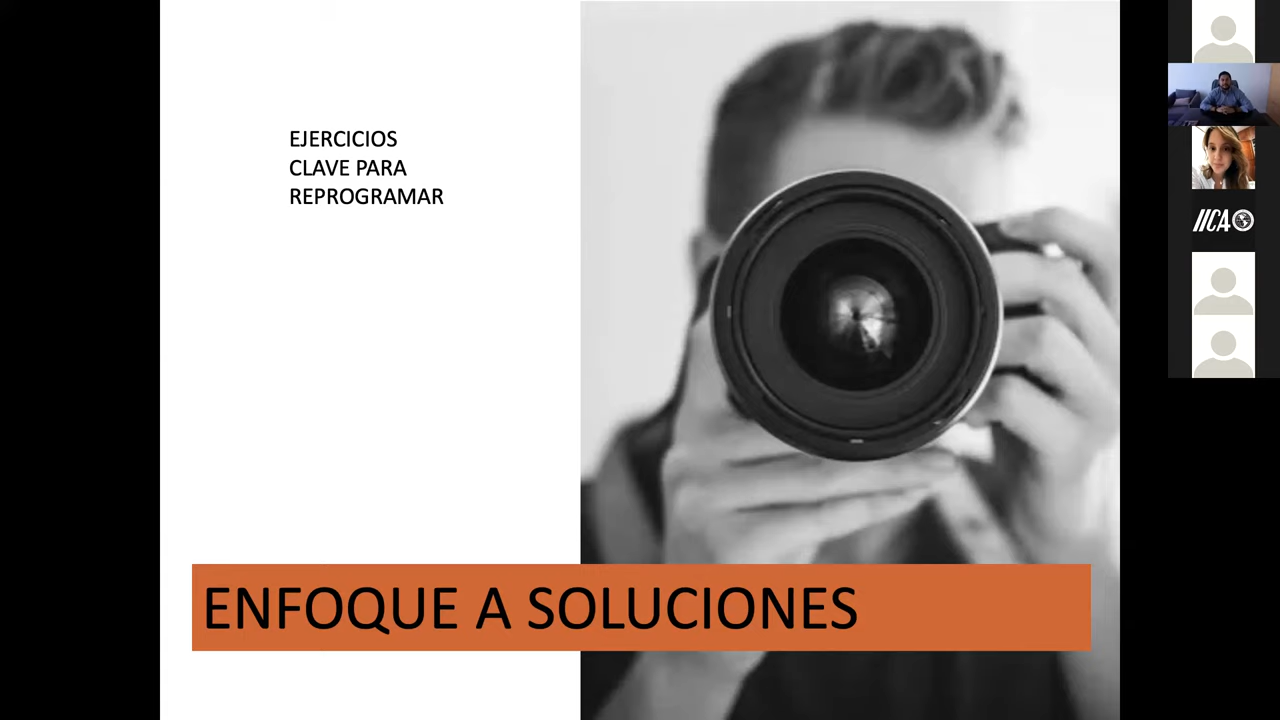 EJERCICIOS
CLAVE PARA
REPROGRAMAR
IICA
ENFOQUE A SOLUCIONES